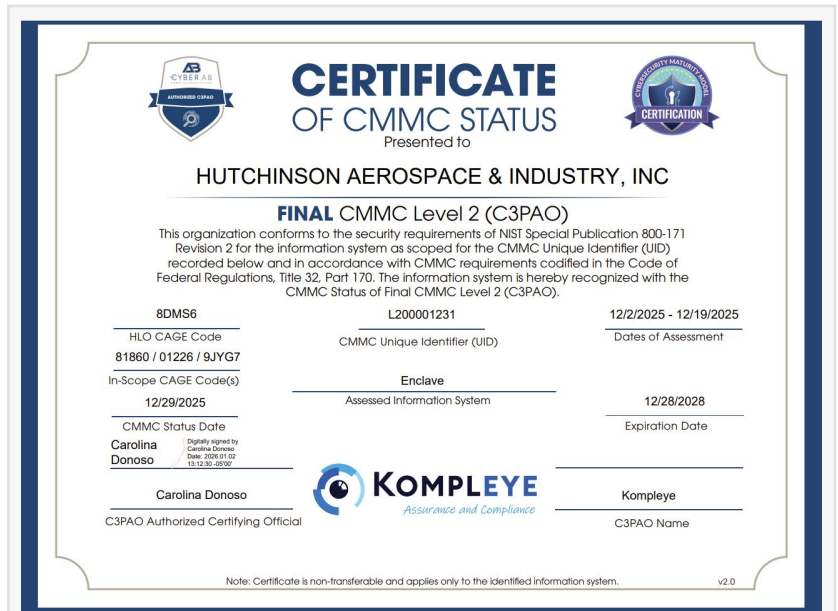 AB
CYBER AB
AUTHORIZED C3PAO
CERTIFICATE
OF CMMC STATUS
Presented to
CYBERSECURITY MATURITY MODEL
CERTIFICATION
HUTCHINSON AEROSPACE & INDUSTRY, INC
FINAL CMMC Level 2 (C3PAO)
This organization conforms to the security requirements of NIST Special Publication 800-171
Revision 2 for the information system as scoped for the CMMC Unique Identifier (UID)
recorded below and in accordance with CMMC requirements codified in the Code of
Federal Regulations, Title 32, Part 170. The information system is hereby recognized with the
CMMC Status of Final CMMC Level 2 (C3PAO).
8DMS6
HLO CAGE Code
L200001231
CMMC Unique Identifier (UID)
12/2/2025 - 12/19/2025
Dates of Assessment
81860 / 01226 / 9JYG7
In-Scope CAGE Code(s)
Enclave
Assessed Information System
12/29/2025
CMMC Status Date
12/28/2028
Expiration Date
Carolina
Donoso
Digitally signed by
Carolina Donoso
Date: 2026.01.02
13:12:30 -05'00'
Carolina Donoso
C3PAO Authorized Certifying Official
KOMPLEYE
Assurance and Compliance
Kompleye
C3PAO Name
Note: Certificate is non-transferable and applies only to the identified information system.
v2.0